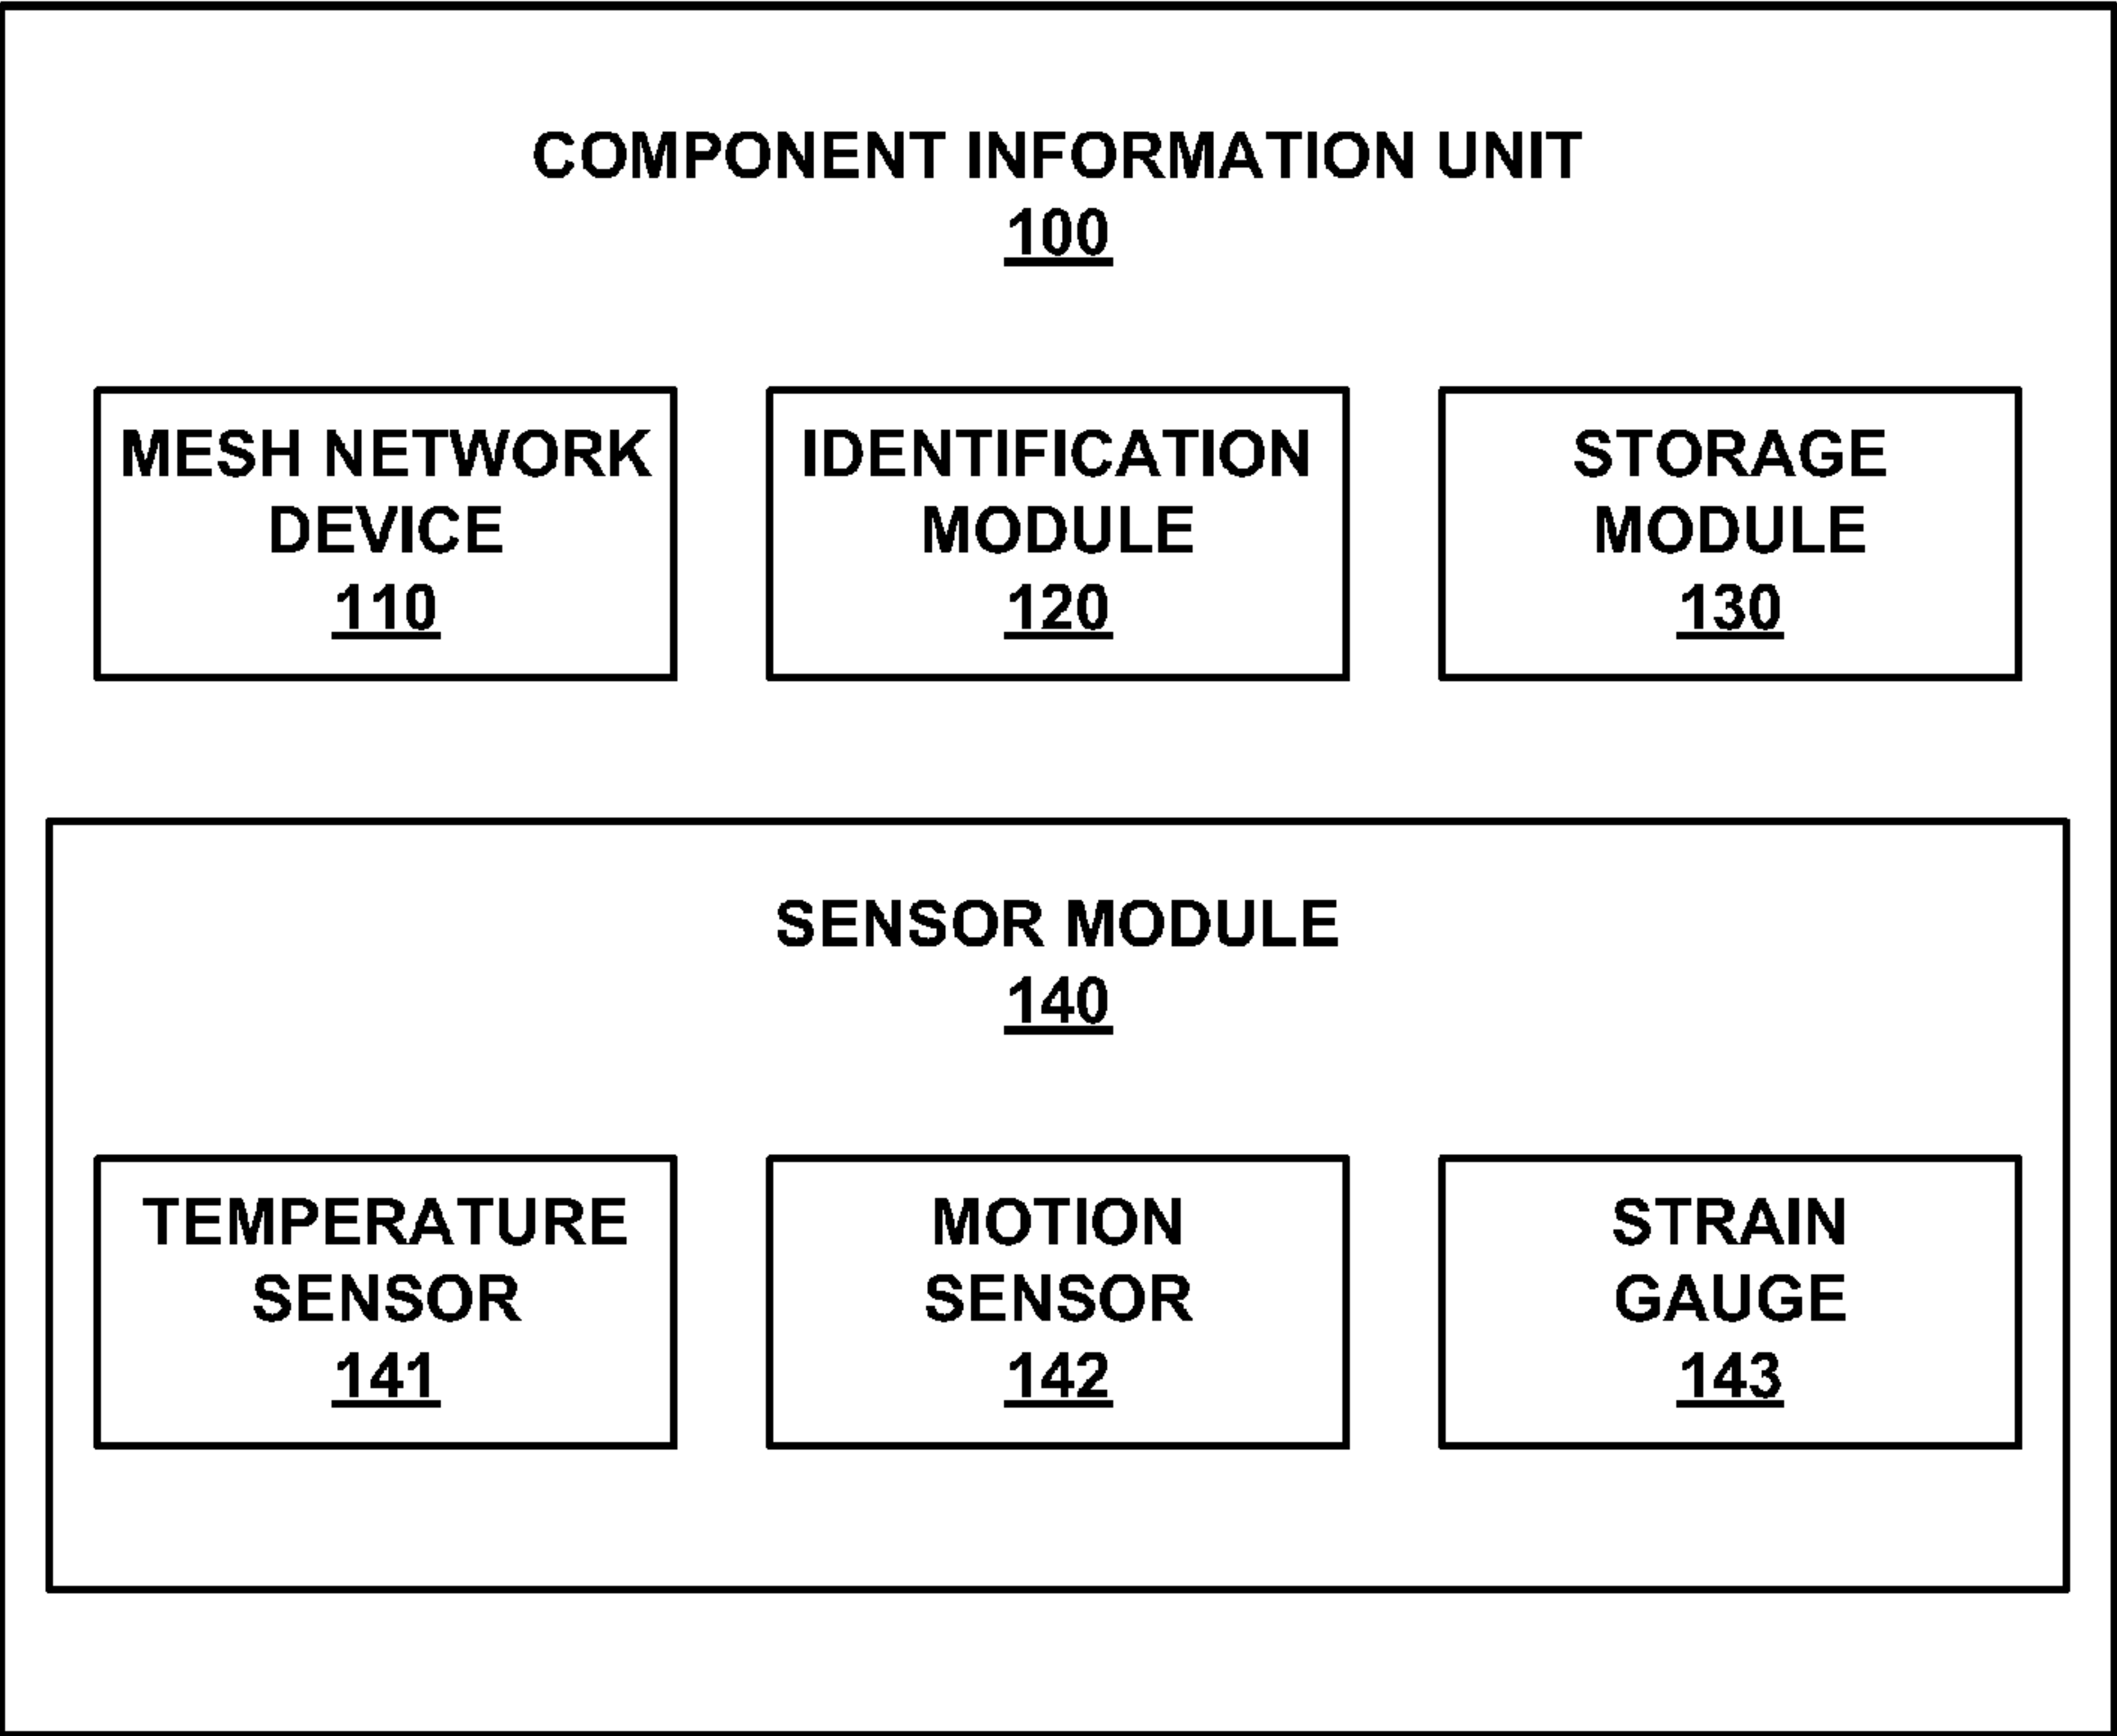 COMPONENT INFORMATION UNIT
100
MESH NETWORK
DEVICE
110
IDENTIFICATION
MODULE
120
STORAGE
MODULE
130
SENSOR MODULE
140
TEMPERATURE
SENSOR
141
MOTION
SENSOR
142
STRAIN
GAUGE
143